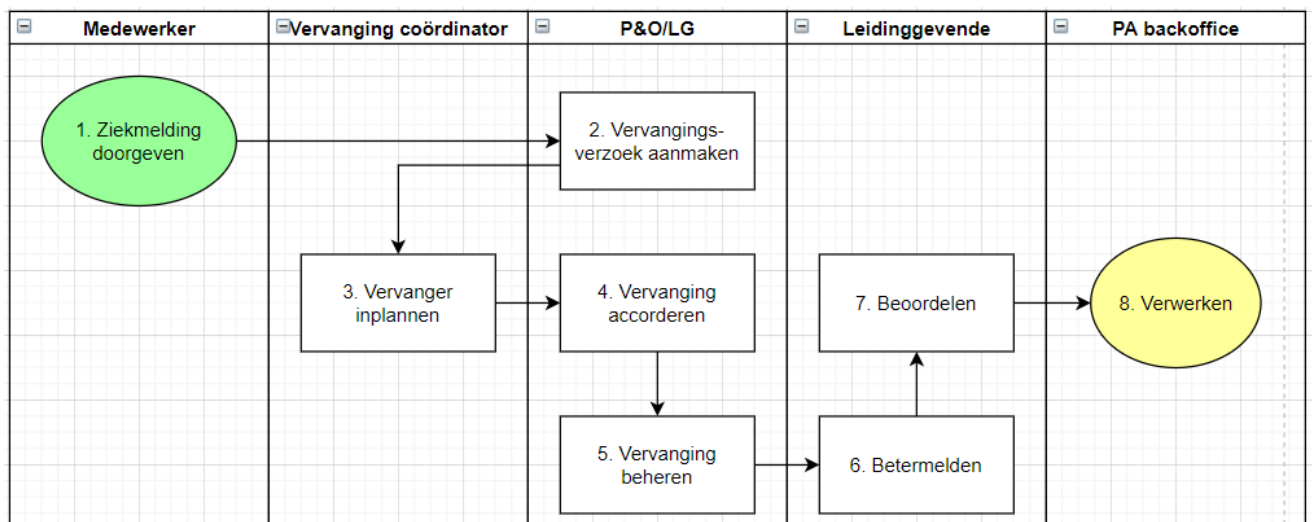 Medewerker
Vervanging coördinator
P&O/LG
Leidinggevende
PA backoffice
1. Ziekmelding
doorgeven
2. Vervangings-
verzoek aanmaken
3. Vervanger
inplannen
4. Vervanging
accorderen
7. Beoordelen
8. Verwerken
5. Vervanging
beheren
6. Betermelden